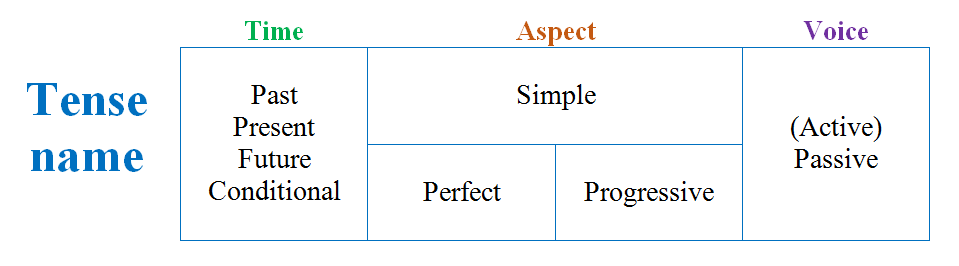 Time Aspect Voice
Tense
name
Past
Present
Future
Conditional
Simple
Perfect Progressive
(Active)
Passive